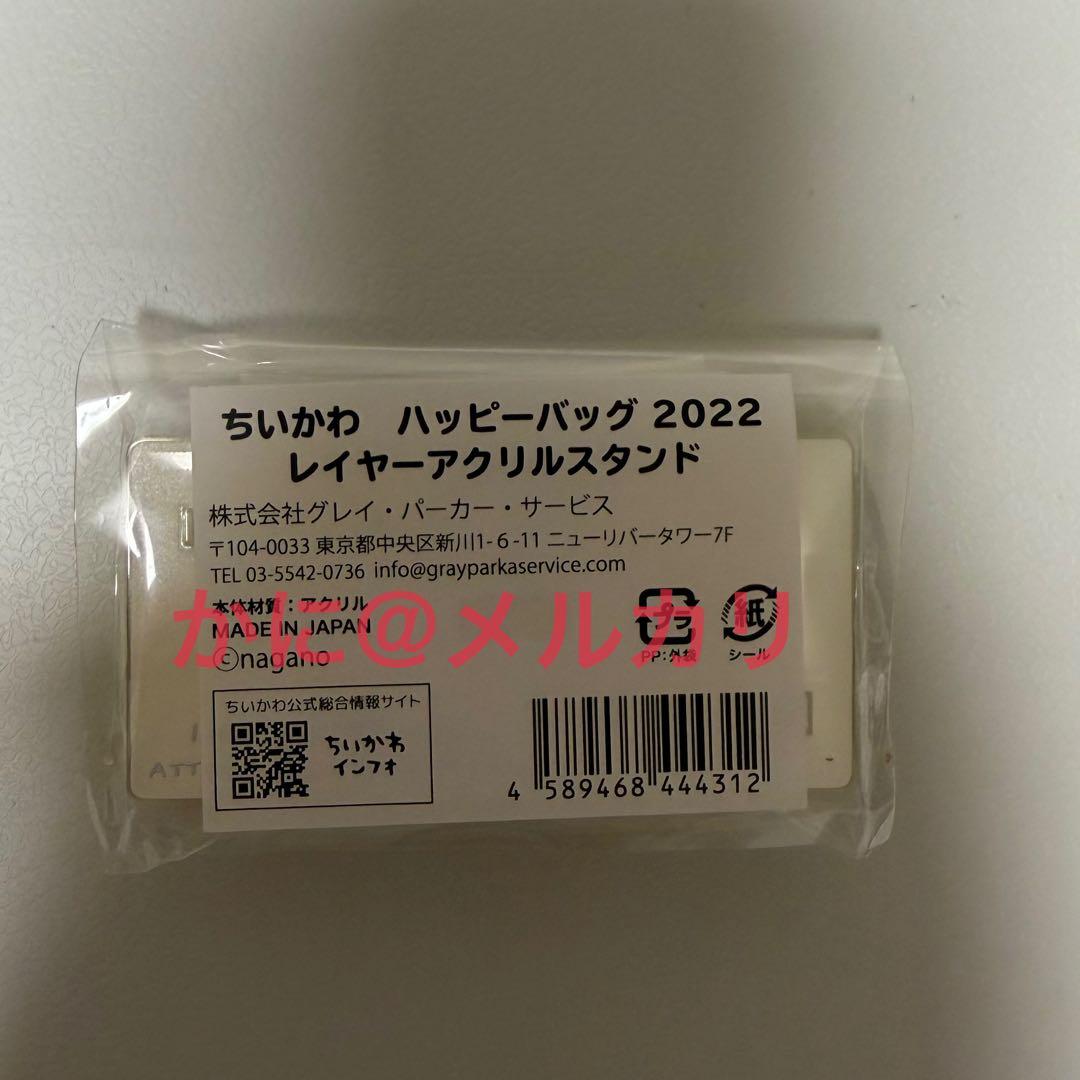 ちいかわ ハッピーバッグ 2022
レイヤーアクリルスタンド
株式会社グレイ・パーカー・サービス
〒104-0033 東京都中央区新川1-6-11 ニューリバータワー7F
TEL 03-5542-0736 info@grayparkaservice.com
本体材質：アクリル
MADE IN JAPAN
©nagano
かに@メルカリ
プラ
PP：外袋
紙
シール
ちいかわ公式総合情報サイト
ちいかわ
インフォ
4 589468 444312
ATT